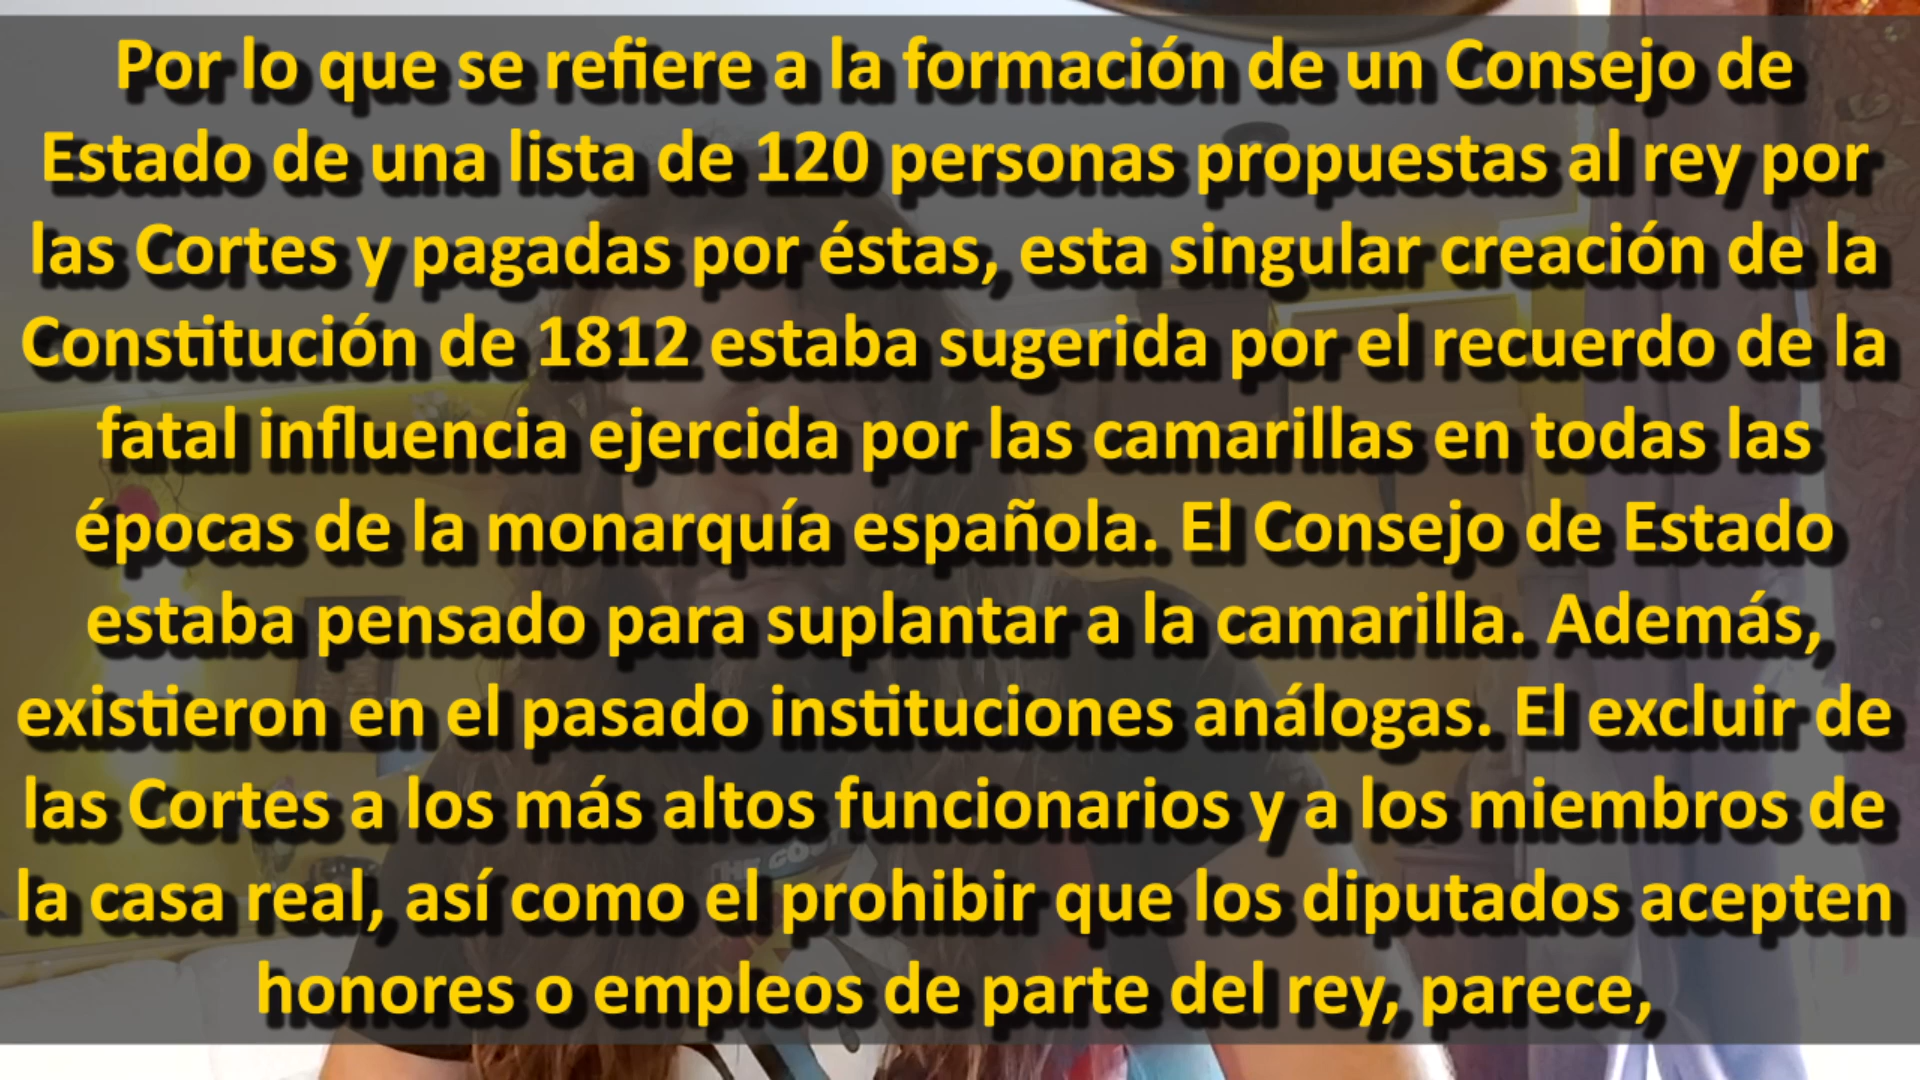 Por lo que se refiere a la formación de un Consejo de
Estado de una lista de 120 personas propuestas al rey por
las Cortes y pagadas por éstas, esta singular creación de la
Constitución de 1812 estaba sugerida por el recuerdo de la
fatal influencia ejercida por las camarillas en todas las
épocas de la monarquía española. El Consejo de Estado
estaba pensado para suplantar a la camarilla. Además,
existieron en el pasado instituciones análogas. El excluir de
las Cortes a los más altos funcionarios y a los miembros de
la casa real, así como el prohibir que los diputados acepten
honores o empleos de parte del rey, parece,